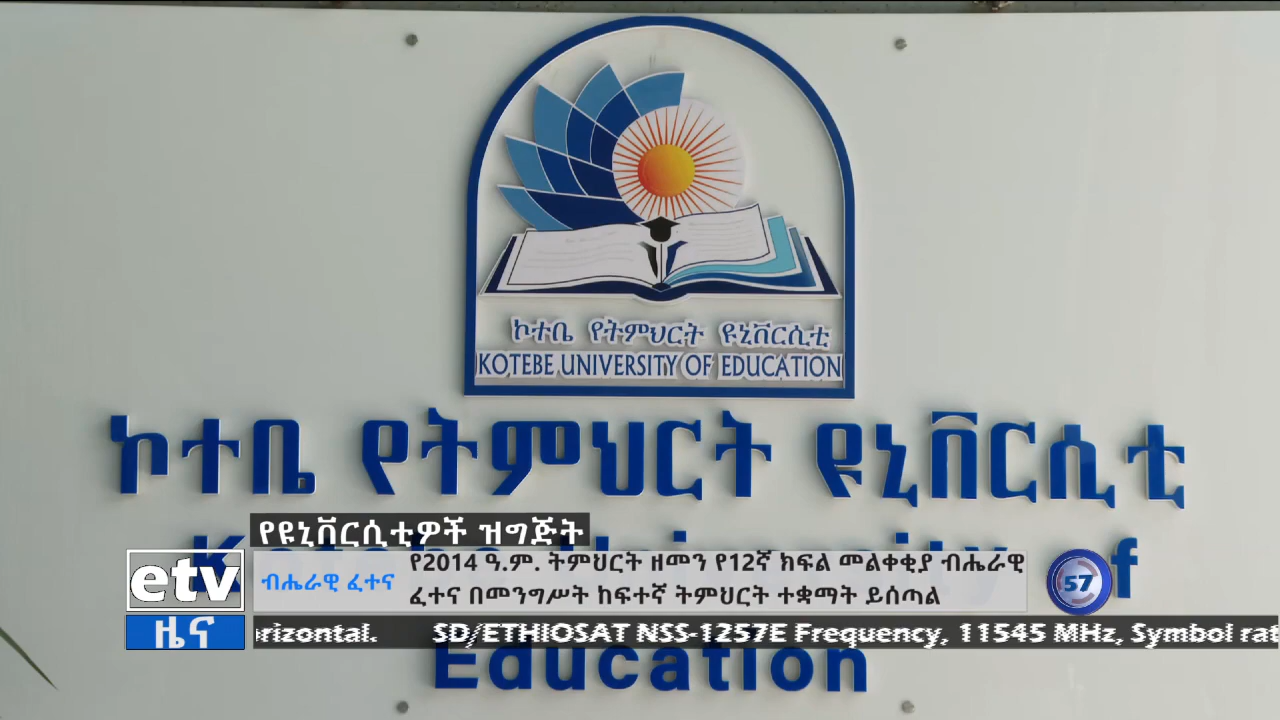 ኮተቤ የትምህርት ዩኒቨርሲቲ
KOTEBE UNIVERSITY OF EDUCATION
ኮተቤ የትምህርት ዩኒቨርሲቲ
የዩኒቨርሲቲዎች ዝግጅት
etv
ብሔራዊ ፈተና
የ2014 ዓ.ም. ትምህርት ዘመን የ12ኛ ክፍል መልቀቂያ ብሔራዊ
ፈተና በመንግሥት ከፍተኛ ትምህርት ተቋማት ይሰጣል
57
ዜና
rizontal. SD/ETHIOSAT NSS-1257E Frequency, 11545 MHz, Symbol rat
Education